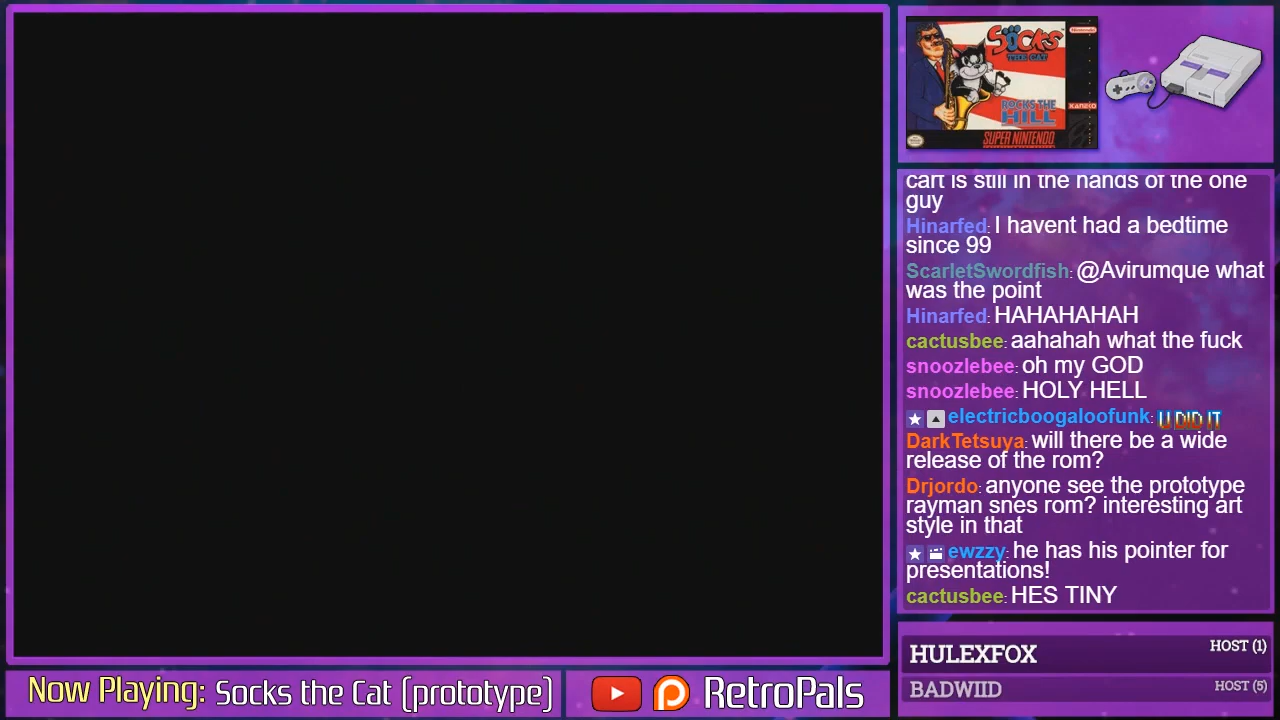 SOCKS
THE CAT
ROCKS THE
HILL
Nintendo
KANEKO
SUPER NINTENDO
cart is still in the hands of the one
guy
Hinarfed: I havent had a bedtime
since 99
ScarletSwordfish: @Avirumque what
was the point
Hinarfed: HAHAHAHAH
cactusbee: aahahah what the fuck
snoozlebee: oh my GOD
snoozlebee: HOLY HELL
electricboogaloofunk: U DID IT
DarkTetsuya: will there be a wide
release of the rom?
Drjordo: anyone see the prototype
rayman snes rom? interesting art
style in that
ewzzy: he has his pointer for
presentations!
cactusbee: HES TINY
HULEXFOX HOST (1)
BADWIID HOST (5)
Now Playing: Socks the Cat (prototype)
RetroPals